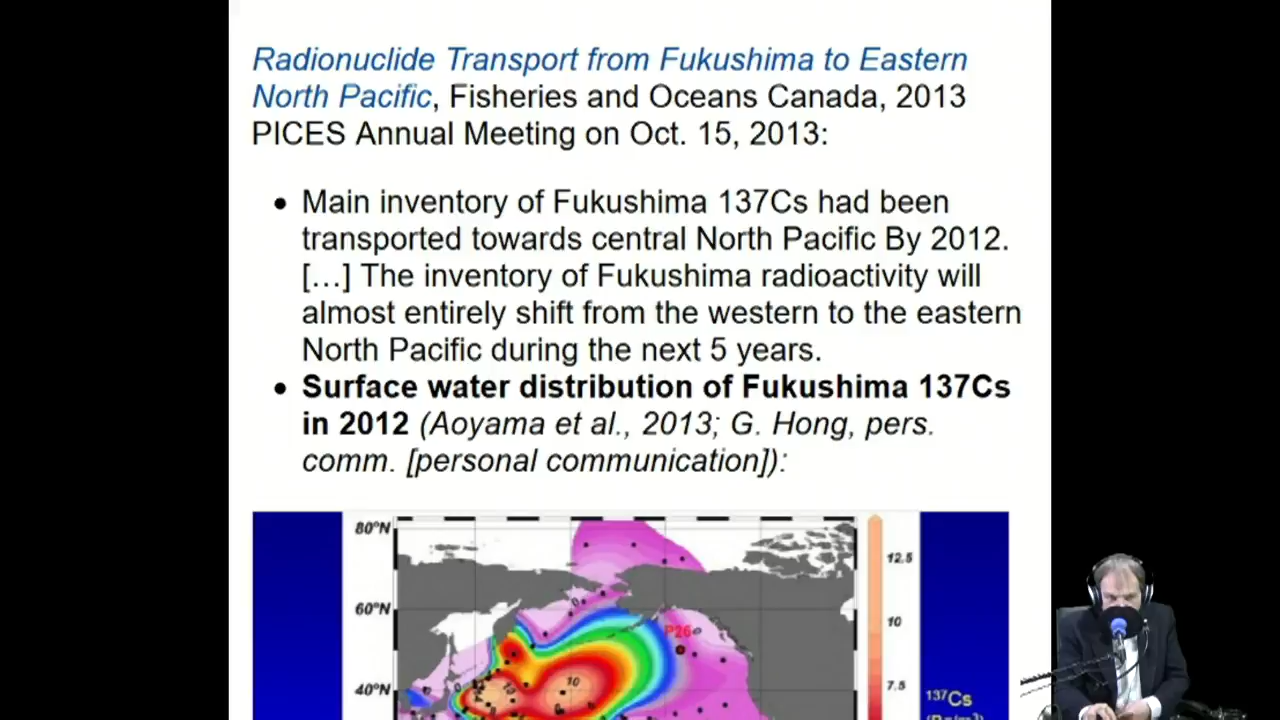 Radionuclide Transport from Fukushima to Eastern
North Pacific, Fisheries and Oceans Canada, 2013
PICES Annual Meeting on Oct. 15, 2013:
• Main inventory of Fukushima 137Cs had been
transported towards central North Pacific By 2012.
[...] The inventory of Fukushima radioactivity will
almost entirely shift from the western to the eastern
North Pacific during the next 5 years.
• Surface water distribution of Fukushima 137Cs
in 2012 (Aoyama et al., 2013; G. Hong, pers.
comm. [personal communication]):
80°N
12.5
60°N
10
P26
10
40°N
7.5
137Cs